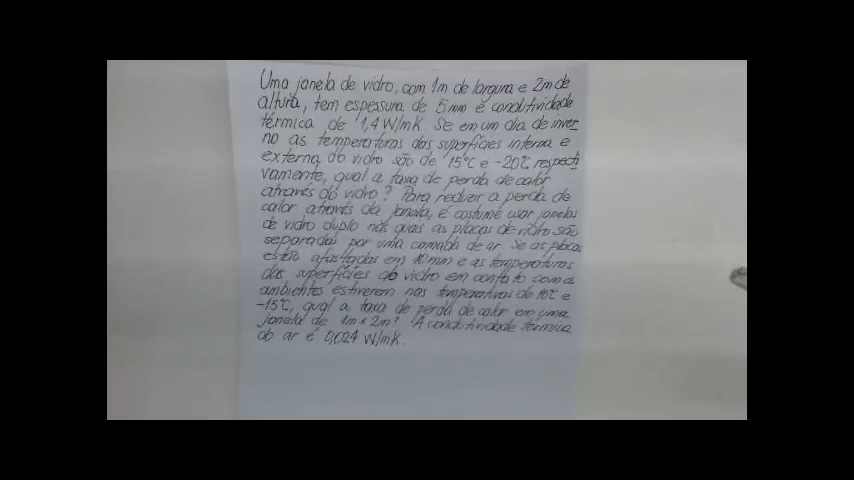 Uma janela de vidro, com 1m de largura e 2m de
altura, tem espessura de 5mm e condutividade
térmica de 1,4 W/mK. Se em um dia de inver_
no as temperaturas das superfícies interna e
externa do vidro são de 15°C e -20°C respecti_
vamente, qual a taxa de perda de calor
através do vidro? Para reduzir a perda de
calor através da janela, é costume usar janelas
de vidro duplo nas quais as placas de vidro são
separadas por uma camada de ar. Se as placas
estão afastadas em 10mm e as temperaturas
das superfícies do vidro em contato com os
ambientes estiverem nas temperaturas de 10°C e
-15°C, qual a taxa de perda de calor em uma
janela de 1m x 2m? A condutividade térmica
do ar é 0,024 W/mK.